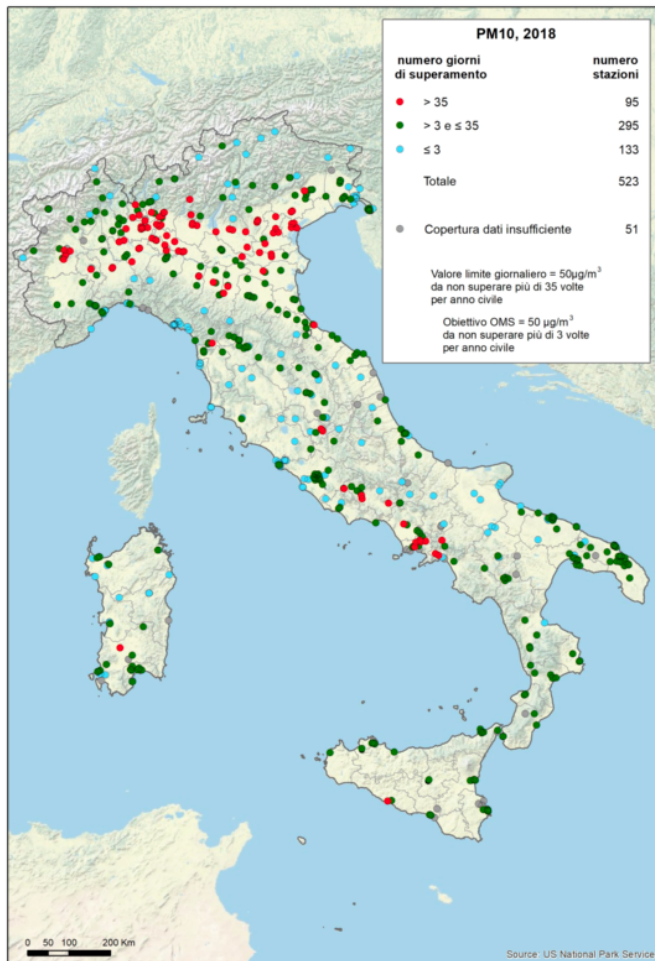 PM10, 2018
numero giorni di superamento
numero stazioni
> 35 95
> 3 e ≤ 35 295
≤ 3 133
Totale 523
Copertura dati insufficiente 51
Valore limite giornaliero = 50µg/m³
da non superare più di 35 volte
per anno civile
Obiettivo OMS = 50 µg/m³
da non superare più di 3 volte
per anno civile
0 50 100 200 Km
Source: US National Park Service